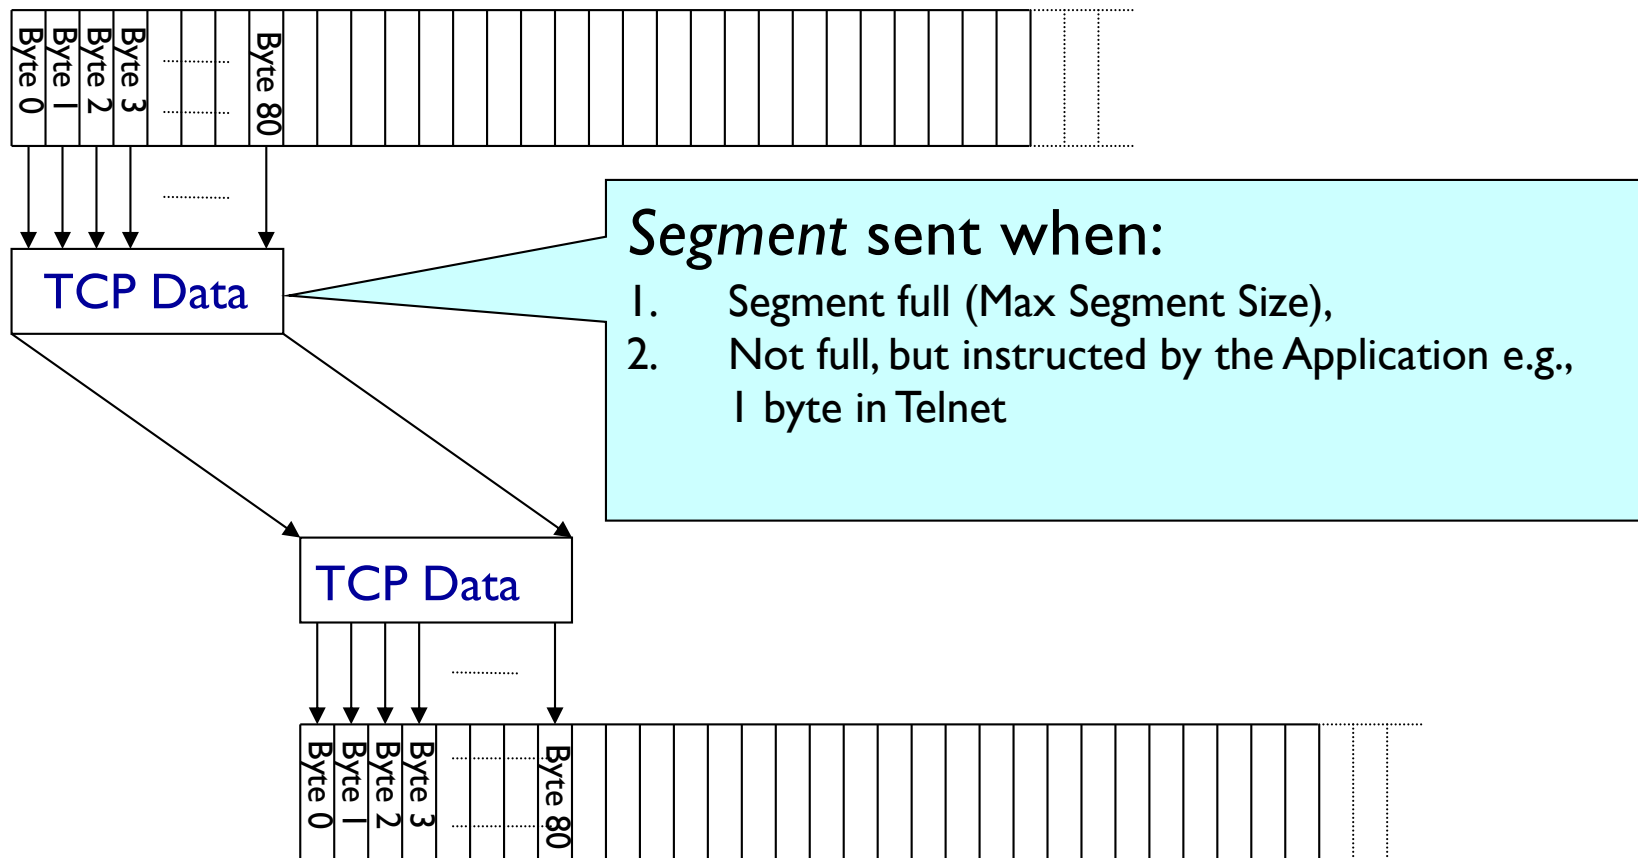 Byte 0
Byte 1
Byte 2
Byte 3
Byte 80
TCP Data
Segment sent when:
1. Segment full (Max Segment Size),
2. Not full, but instructed by the Application e.g.,
1 byte in Telnet
TCP Data
Byte 0
Byte 1
Byte 2
Byte 3
Byte 80